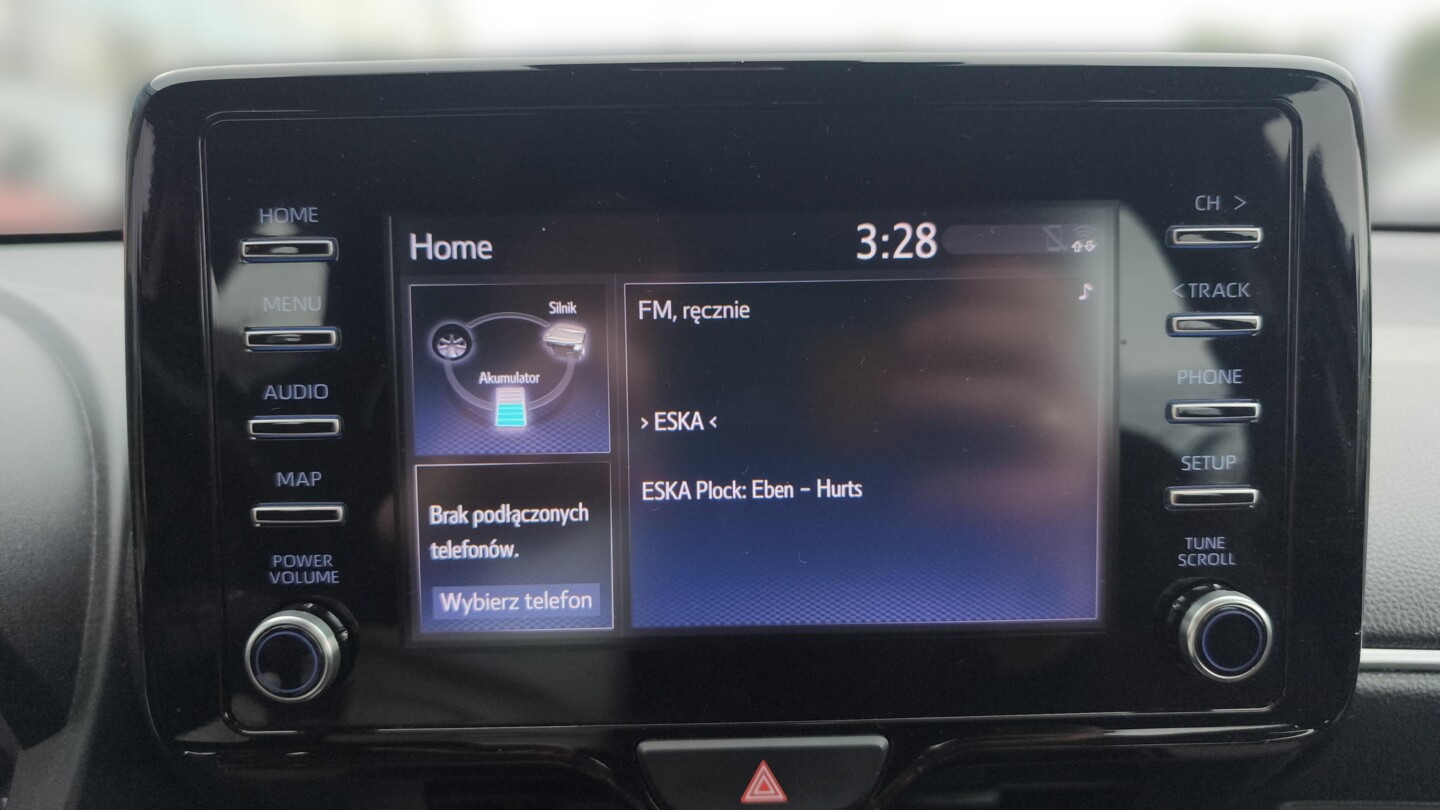 HOME
MENU
AUDIO
MAP
POWER
VOLUME
Home
3:28
Silnik
Akumulator
Brak podłączonych
telefonów.
Wybierz telefon
FM, ręcznie
> ESKA <
ESKA Plock: Eben – Hurts
CH >
< TRACK
PHONE
SETUP
TUNE
SCROLL